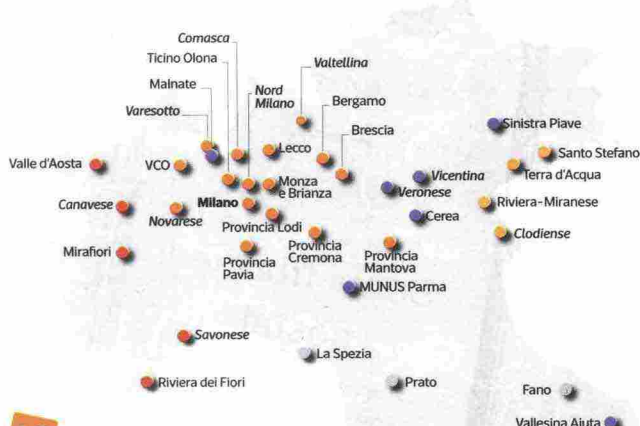 Comasca
Ticino Olona
Valtellina
Malnate
Nord
Milano
Bergamo
Varesotto
Brescia
Sinistra Piave
Lecco
Santo Stefano
Valle d'Aosta
VCO
Terra d'Acqua
Vicentina
Monza
e Brianza
Veronese
Canavese
Milano
Riviera-Miranese
Novarese
Cerea
Provincia Lodi
Clodiense
Mirafiori
Provincia
Pavia
Provincia
Cremona
Provincia
Mantova
MUNUS Parma
Savonese
La Spezia
Riviera dei Fiori
Prato
Fano
Vallesina Aiuta